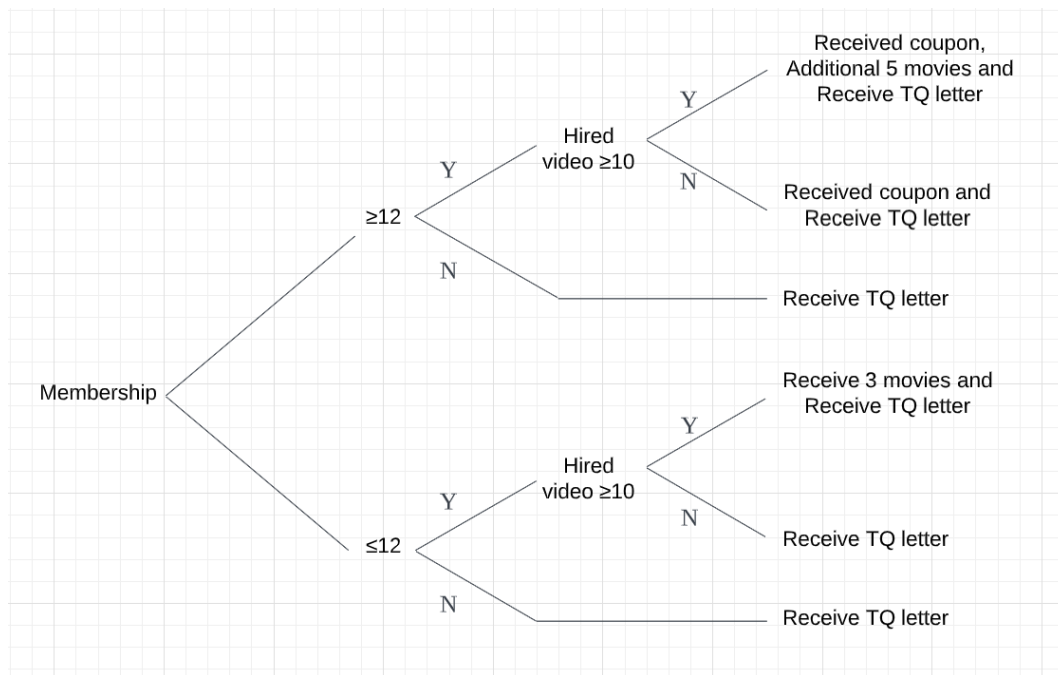 Received coupon,
Additional 5 movies and
Receive TQ letter
Y
Hired
video ≥10
Y
N
Received coupon and
Receive TQ letter
≥12
N
Receive TQ letter
Membership
Receive 3 movies and
Receive TQ letter
Y
Hired
video ≥10
Y
N
Receive TQ letter
≤12
N
Receive TQ letter